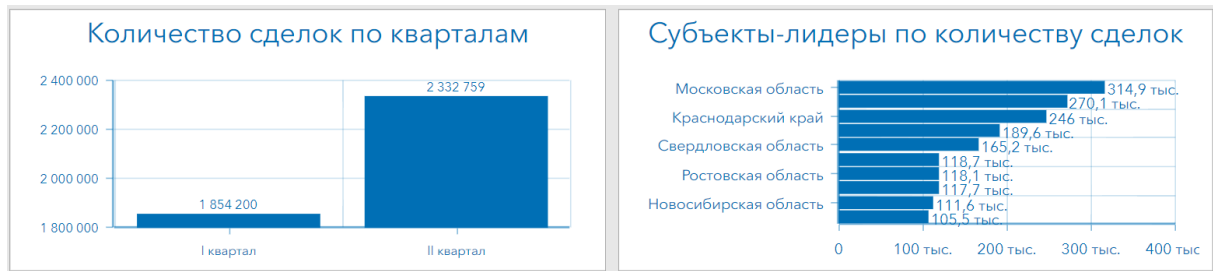 Количество сделок по кварталам
2 400 000
2 332 759
2 200 000
2 000 000
1 854 200
1 800 000
I квартал
II квартал
Субъекты-лидеры по количеству сделок
Московская область
314,9 тыс.
270,1 тыс.
Краснодарский край
246 тыс.
189,6 тыс.
Свердловская область
165,2 тыс.
118,7 тыс.
Ростовская область
118,1 тыс.
117,7 тыс.
Новосибирская область
111,6 тыс.
105,5 тыс.
0
100 тыс.
200 тыс.
300 тыс.
400 тыс